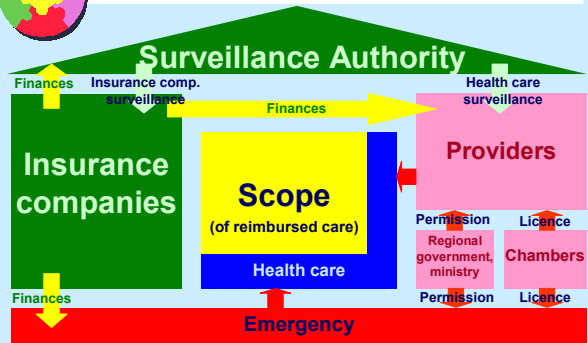 Surveillance Authority
Finances
Insurance comp.
surveillance
Health care
surveillance
Finances
Insurance
companies
Scope
(of reimbursed care)
Health care
Providers
Permission
Licence
Regional
government,
ministry
Chambers
Permission
Licence
Finances
Emergency